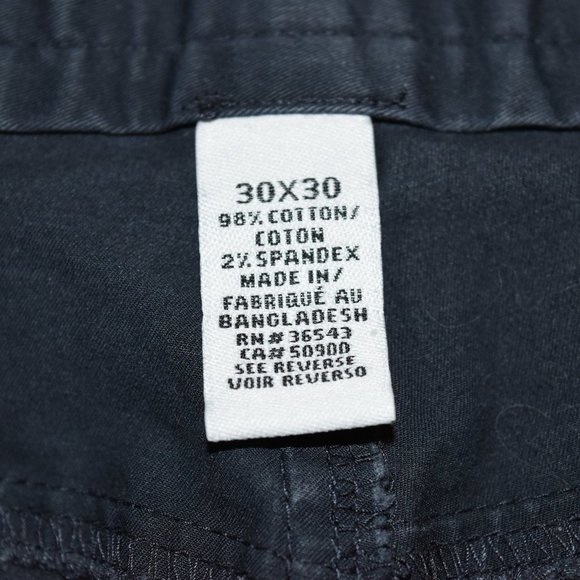 30X30
98% COTTON/
COTON
2% SPANDEX
MADE IN/
FABRIQUÉ AU
BANGLADESH
RN# 36543
CA# 50900
SEE REVERSE
VOIR REVERSO